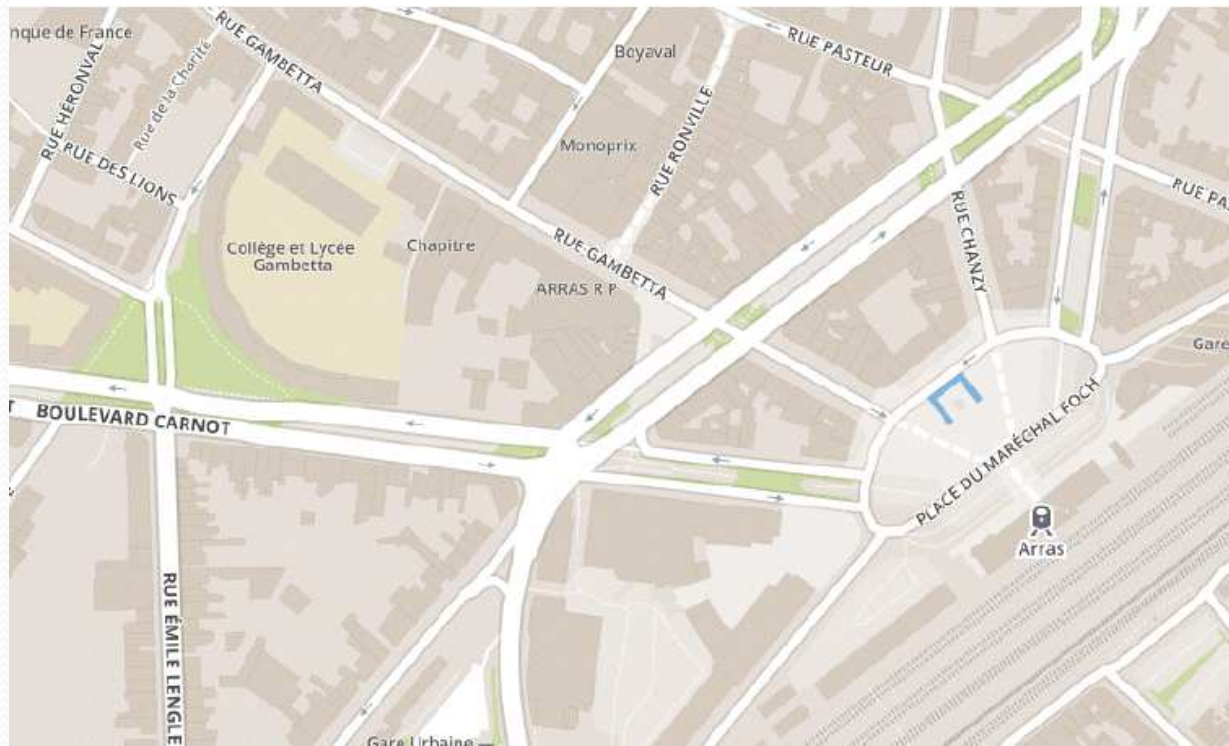 nque de France
RUE GAMBETTA
RUE HÉRONVAL
Rue de la Charité
RUE DES LIONS
Boyaval
RUE PASTEUR
Monoprix
RUE RONVILLE
RUE PA
Collège et Lycée
Gambetta
Chapitre
RUE GAMBETTA
RUE CHANZY
ARRAS R P
Gare
PLACE DU MARÉCHAL FOCH
T
BOULEVARD CARNOT
Arras
RUE ÉMILE LENGLE
Gare Urbaine —